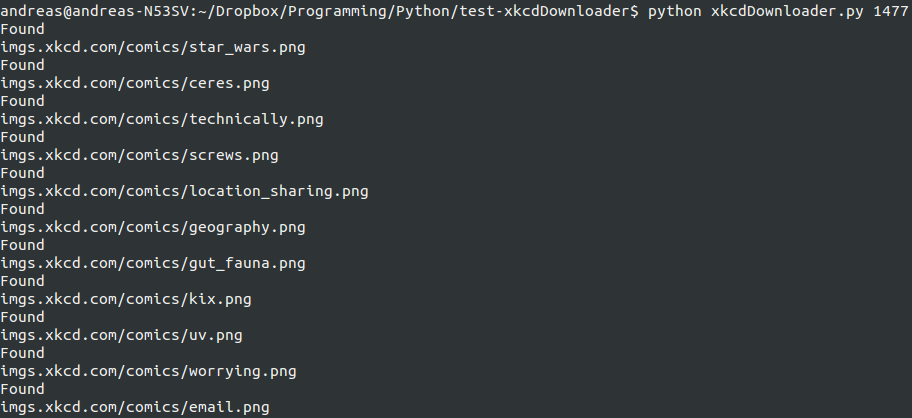 andreas@andreas-N53SV:~/Dropbox/Programming/Python/test-xkcdDownloader$ python xkcdDownloader.py 1477
Found
imgs.xkcd.com/comics/star_wars.png
Found
imgs.xkcd.com/comics/ceres.png
Found
imgs.xkcd.com/comics/technically.png
Found
imgs.xkcd.com/comics/screws.png
Found
imgs.xkcd.com/comics/location_sharing.png
Found
imgs.xkcd.com/comics/geography.png
Found
imgs.xkcd.com/comics/gut_fauna.png
Found
imgs.xkcd.com/comics/kix.png
Found
imgs.xkcd.com/comics/uv.png
Found
imgs.xkcd.com/comics/worrying.png
Found
imgs.xkcd.com/comics/email.png